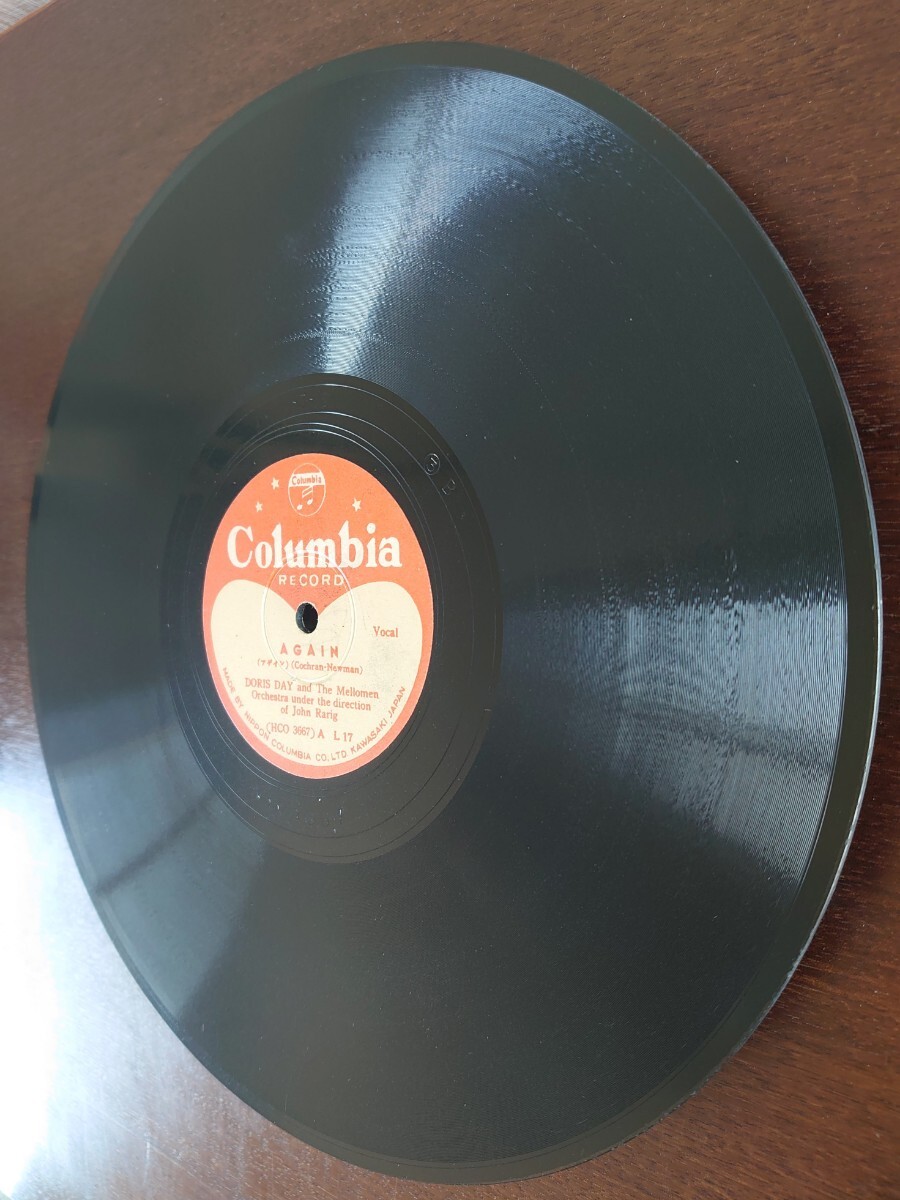 Columbia
Columbia
RECORD
Vocal
AGAIN
(アゲイン) (Cochran-Newman)
DORIS DAY and The Mellomen
Orchestra under the direction
of John Rarig
(HCO 3667) A L 17
MADE BY NIPPON COLUMBIA CO., LTD. KAWASAKI JAPAN